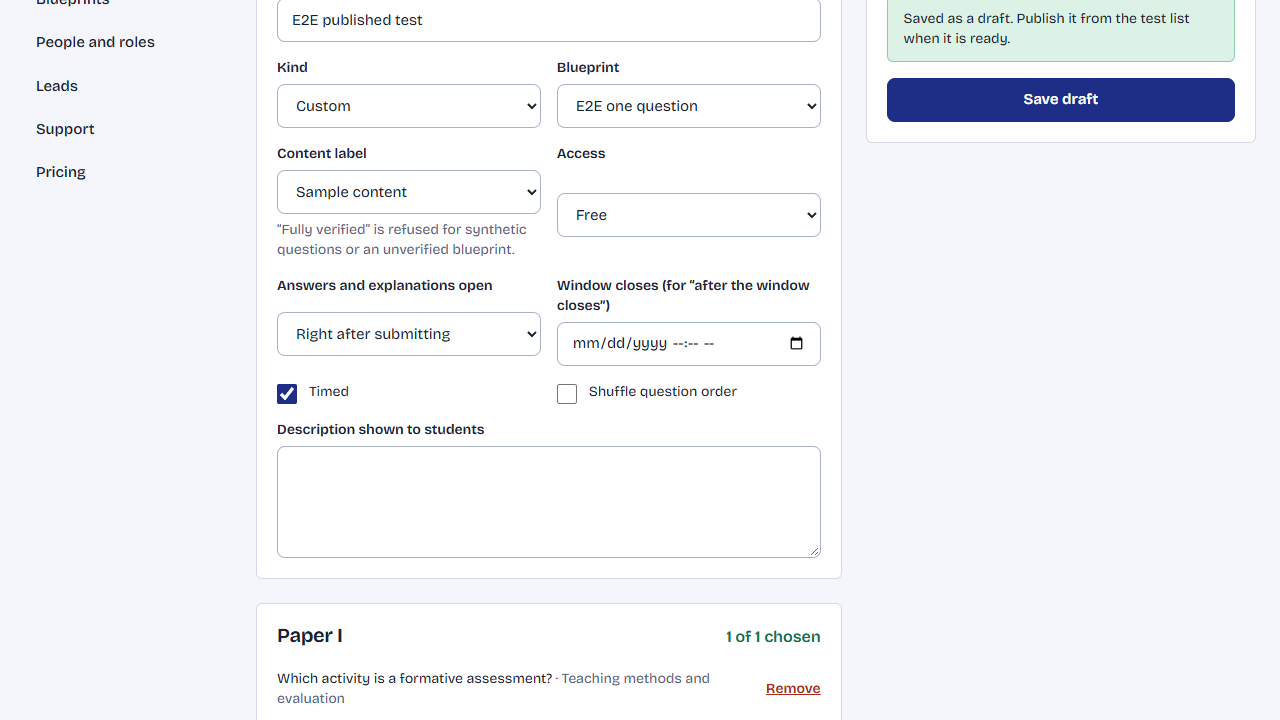 People and roles
Leads
Support
Pricing
E2E published test
Kind
Blueprint
Custom
E2E one question
Content label
Access
Sample content
Free
“Fully verified” is refused for synthetic
questions or an unverified blueprint.
Answers and explanations open
Window closes (for “after the window
closes”)
Right after submitting
mm/dd/yyyy --:-- --
Timed
Shuffle question order
Description shown to students
Paper I
1 of 1 chosen
Which activity is a formative assessment? · Teaching methods and
evaluation
Remove
Saved as a draft. Publish it from the test list
when it is ready.
Save draft